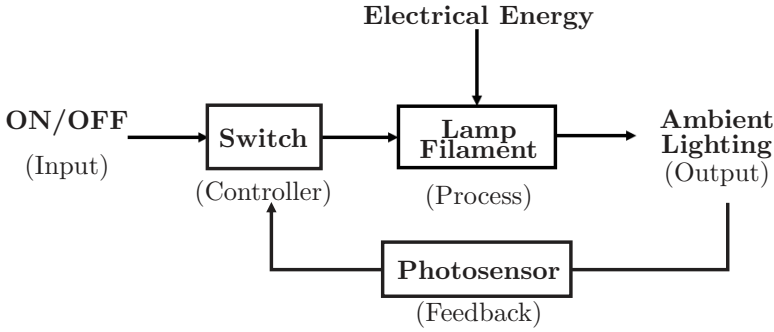 Electrical Energy
ON/OFF
(Input)
Switch
(Controller)
Lamp
Filament
(Process)
Ambient
Lighting
(Output)
Photosensor
(Feedback)